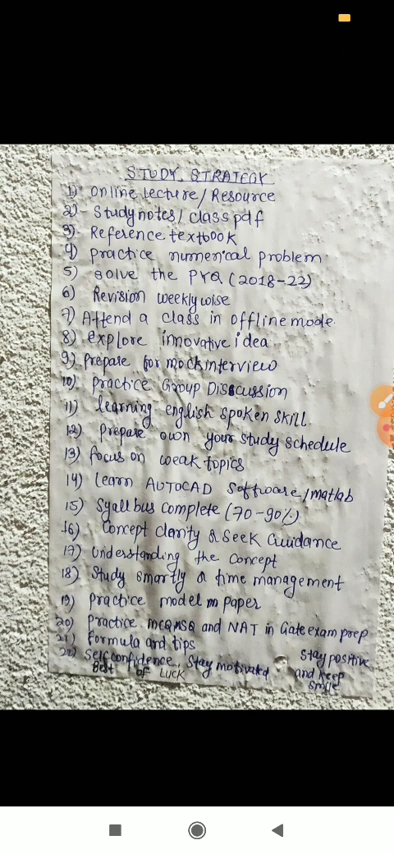 STUDY STRATEGY
1) Online lecture / Resource
2) Study notes / class pdf
3) Reference textbook
4) Practice numerical problem
5) Solve the PYQ (2018-22)
6) Revision weekly wise
7) Attend a class in offline mode.
8) explore innovative idea
9) Prepare for mock interview
10) Practice Group Disscussion
11) learning english spoken skill
12) Prepare own your study schedule
13) focus on weak topics
14) Learn AUTOCAD Software / matlab
15) Syall bus complete (70-90%)
16) Concept clarity & Seek Guidance
17) Understanding the concept
18) Study smartly & time management
19) Practice model m paper
20) Practice MCQ MSQ and NAT in Gate exam prep
21) formula and tips
22) Self confidence, Stay motivated
Stay positive
and keep
smile
Best of LUCK